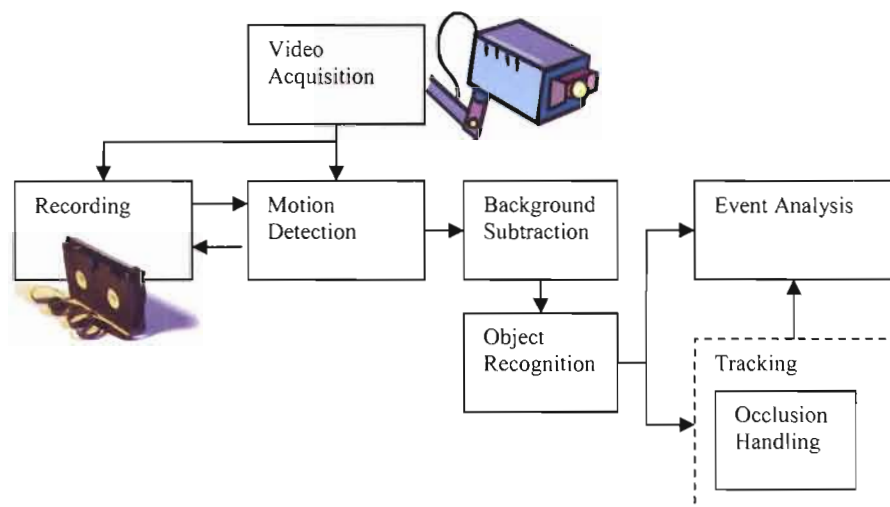 Video
Acquisition
Recording
Motion
Detection
Background
Subtraction
Event Analysis
Object
Recognition
Tracking
Occlusion
Handling